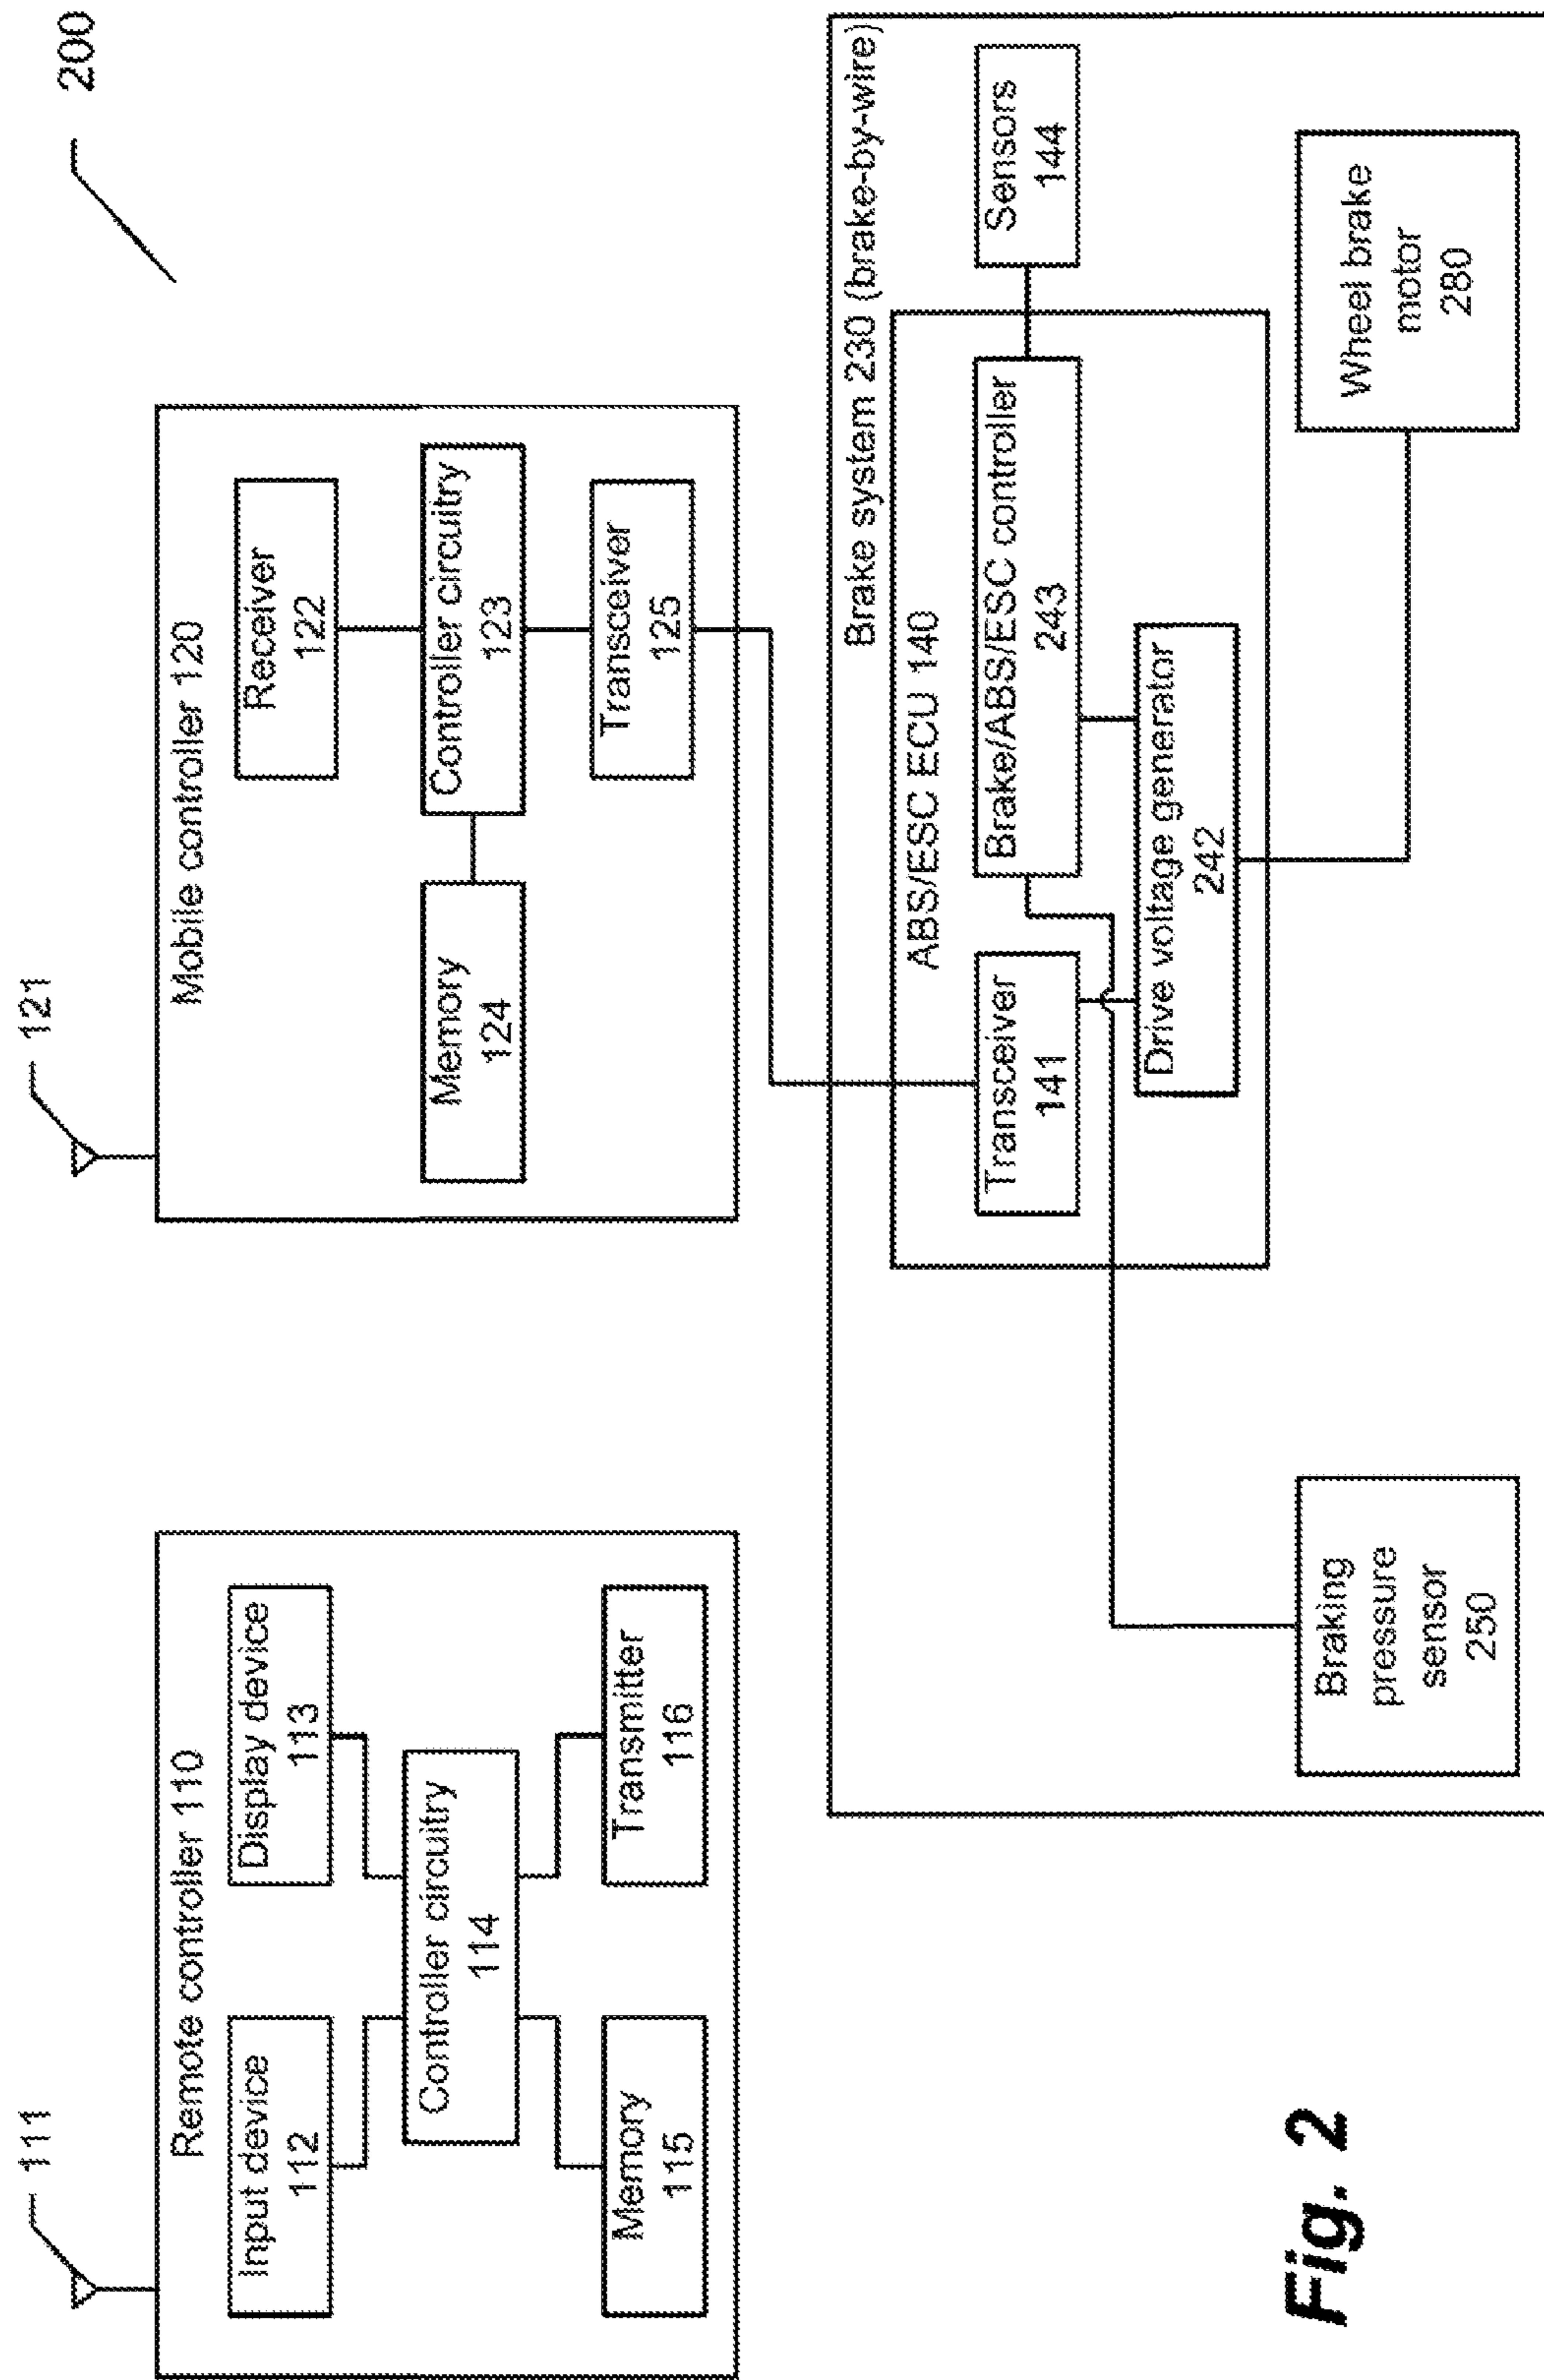 200
111
Remote controller 110
Input device
112
Display device
113
Controller circuitry
114
Memory
115
Transmitter
116
121
Mobile controller 120
Receiver
122
Memory
124
Controller circuitry
123
Transceiver
125
Brake system 230 (brake-by-wire)
ABS/ESC ECU 140
Transceiver
141
Brake/ABS/ESC controller
243
Sensors
144
Drive voltage generator
242
Braking
pressure
sensor
250
Wheel brake
motor
280
Fig. 2